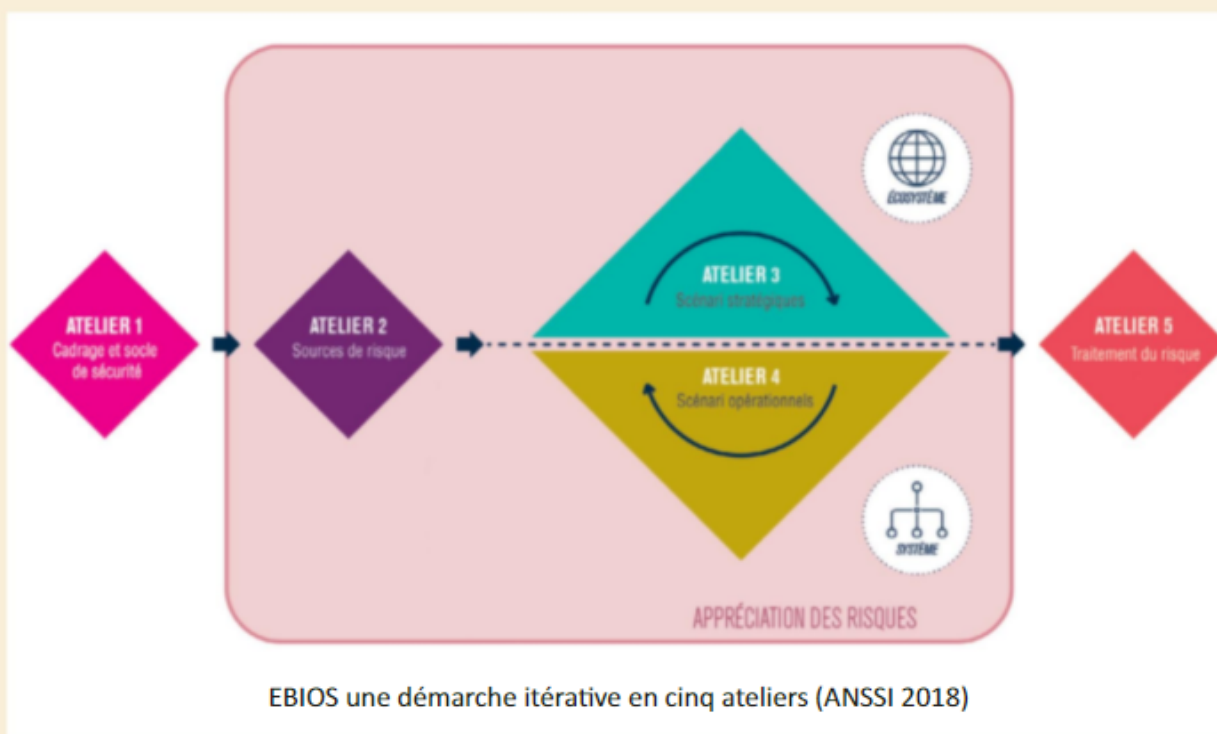 ÉCOSYSTÈME
ATELIER 1
Cadrage et socle
de sécurité
ATELIER 2
Sources de risque
ATELIER 3
Scénari stratégiques
ATELIER 4
Scénari opérationnels
ATELIER 5
Traitement du risque
SYSTÈME
APPRÉCIATION DES RISQUES
EBIOS une démarche itérative en cinq ateliers (ANSSI 2018)